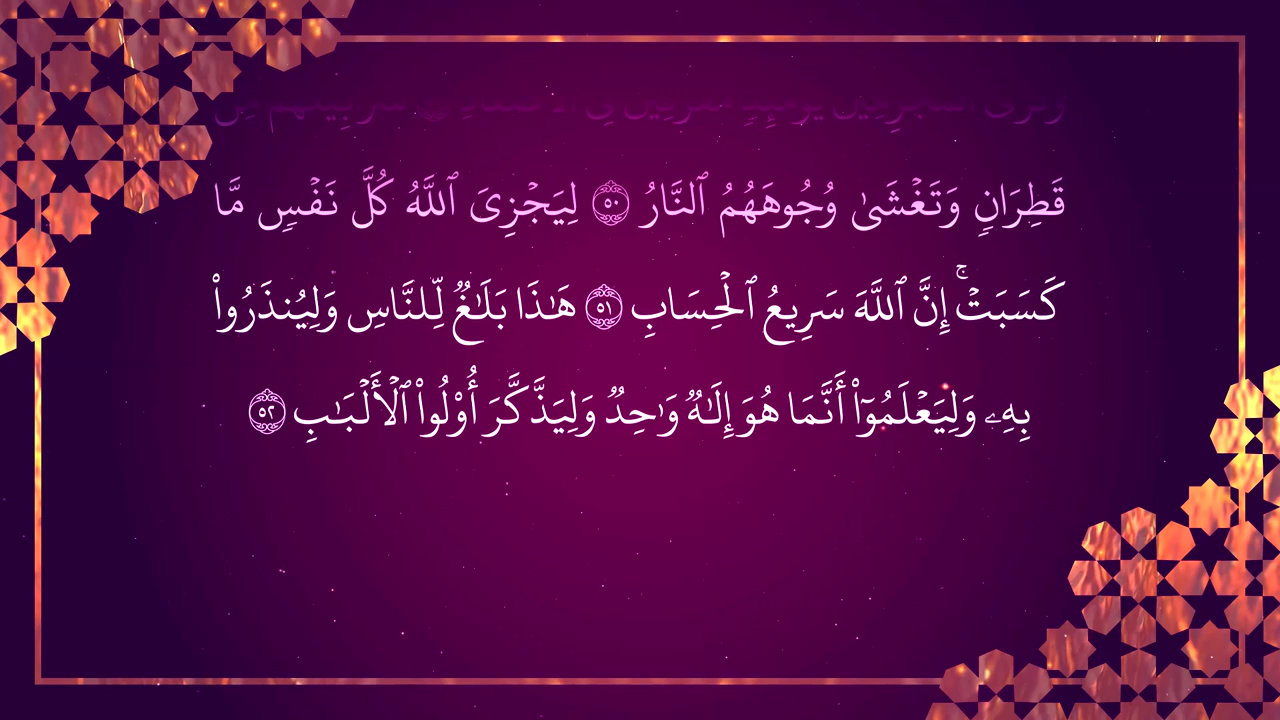 قَطِرَانٍ وَتَغْشَىٰ وُجُوهَهُمُ ٱلنَّارُ ٥٠ لِيَجْزِىَ ٱللَّهُ كُلَّ نَفْسٍ مَّا
كَسَبَتْ ۚ إِنَّ ٱللَّهَ سَرِيعُ ٱلْحِسَابِ ٥١ هَـٰذَا بَلَـٰغٌ لِّلنَّاسِ وَلِيُنذَرُوا۟
بِهِۦ وَلِيَعْلَمُوٓا۟ أَنَّمَا هُوَ إِلَـٰهٌ وَٰحِدٌ وَلِيَذَّكَّرَ أُو۟لُوا۟ ٱلْأَلْبَـٰبِ ٥٢